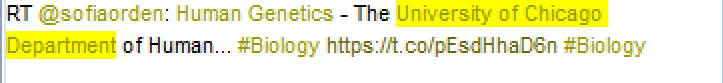 RT @sofiaorden: Human Genetics - The University of Chicago
Department of Human... #Biology https://t.co/pEsdHhaD6n #Biology